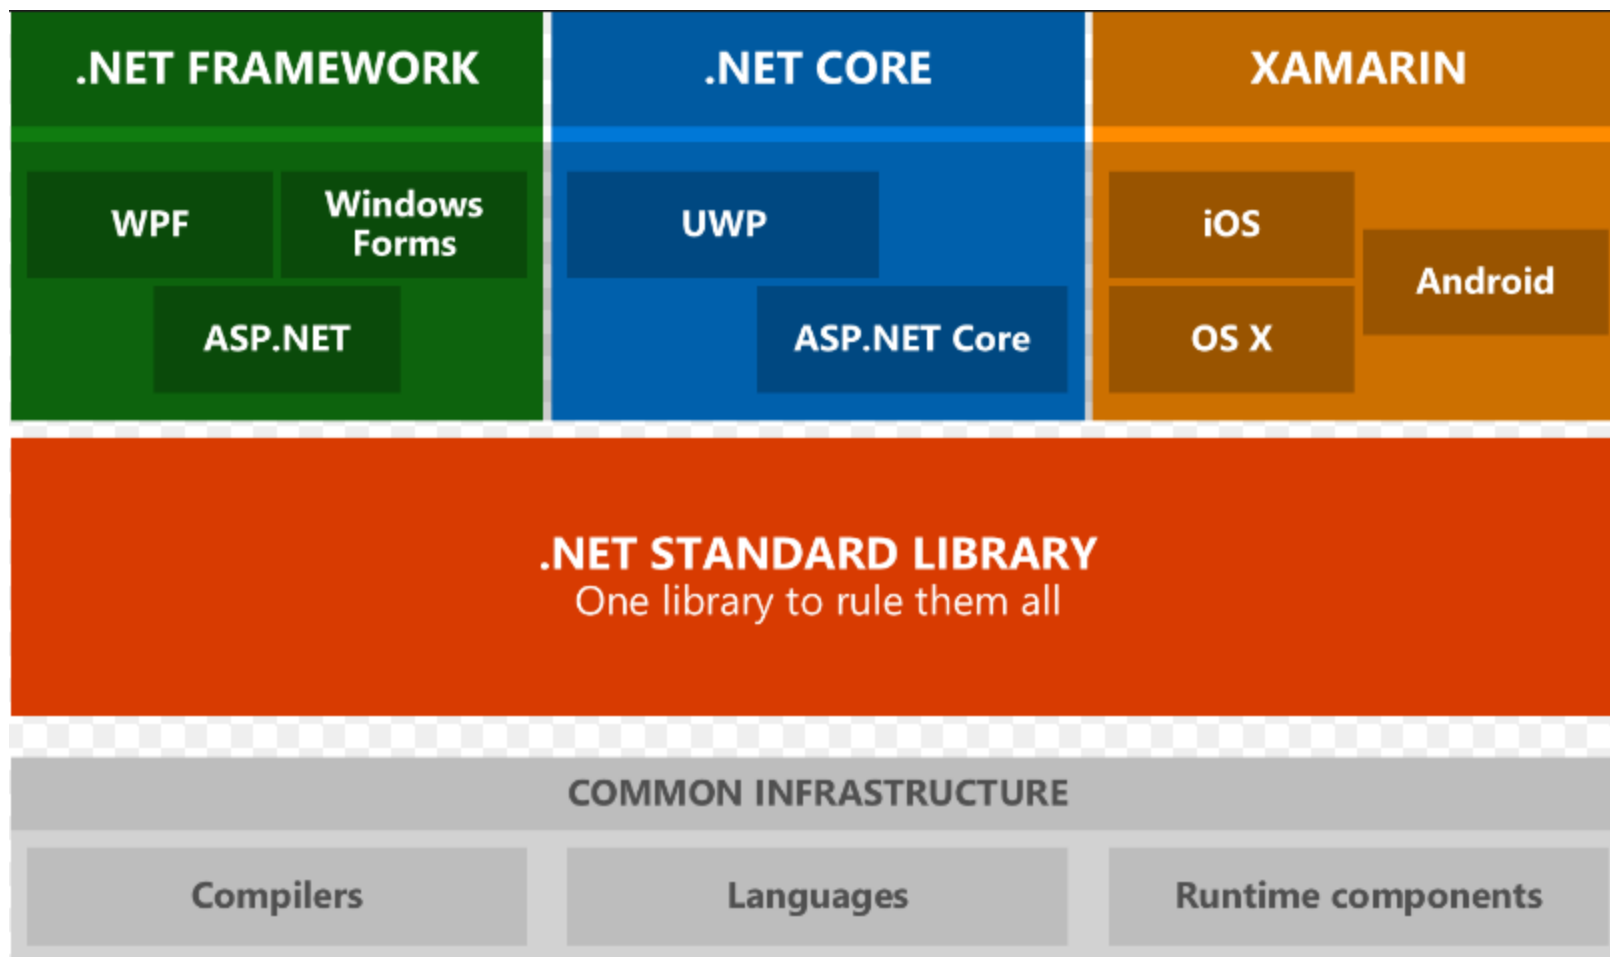 .NET FRAMEWORK
.NET CORE
XAMARIN
WPF
Windows
Forms
ASP.NET
UWP
ASP.NET Core
iOS
Android
OS X
.NET STANDARD LIBRARY
One library to rule them all
COMMON INFRASTRUCTURE
Compilers
Languages
Runtime components